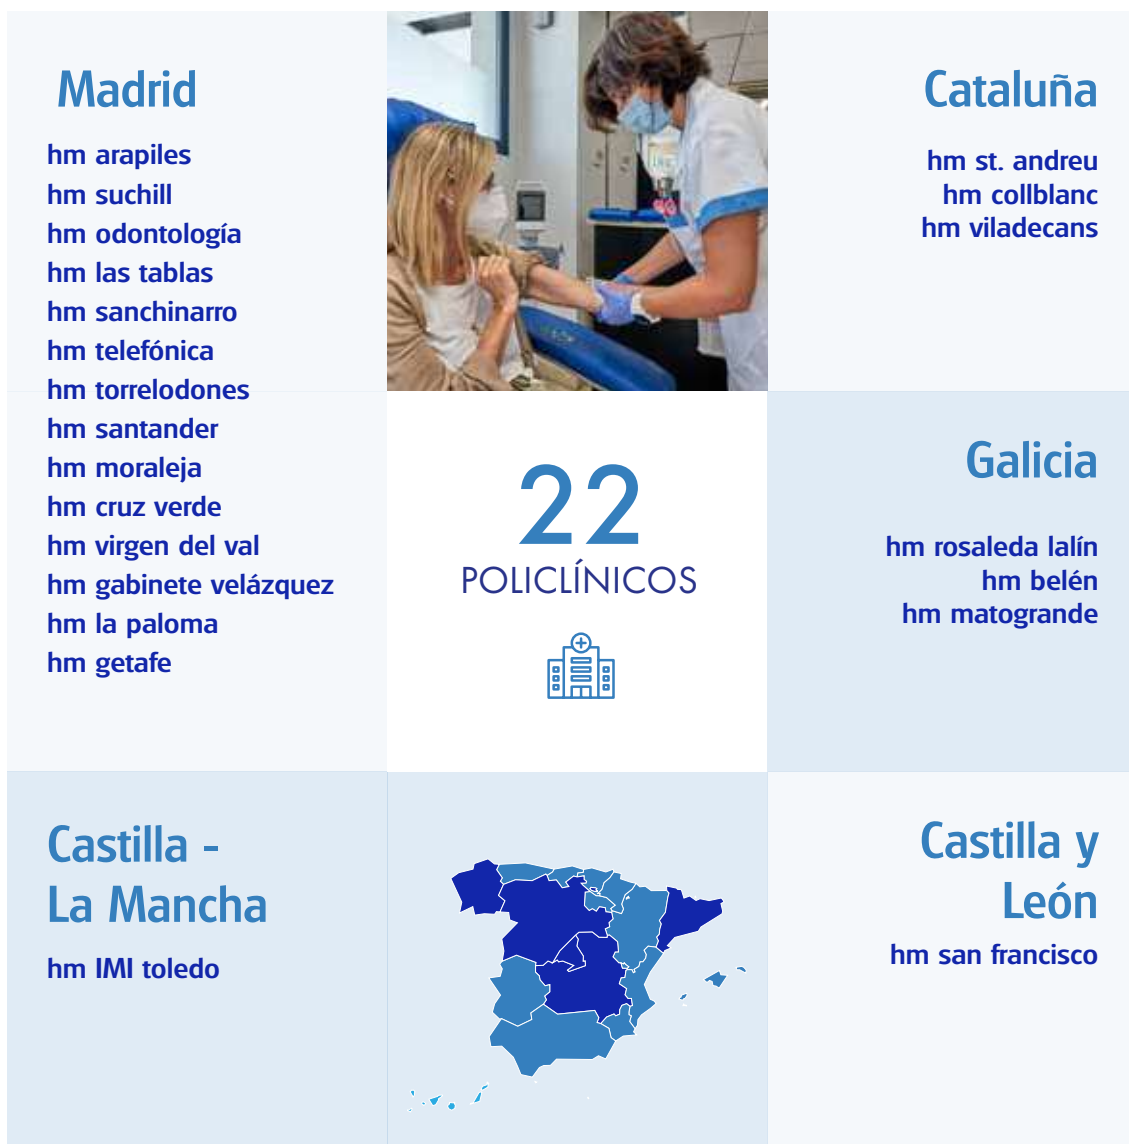 Madrid
hm arapiles
hm suchill
hm odontología
hm las tablas
hm sanchinarro
hm telefónica
hm torrelodones
hm santander
hm moraleja
hm cruz verde
hm virgen del val
hm gabinete velázquez
hm la paloma
hm getafe
Cataluña
hm st. andreu
hm collblanc
hm viladecans
22
POLICLÍNICOS
Galicia
hm rosaleda lalín
hm belén
hm matogrande
Castilla -
La Mancha
hm IMI toledo
Castilla y
León
hm san francisco